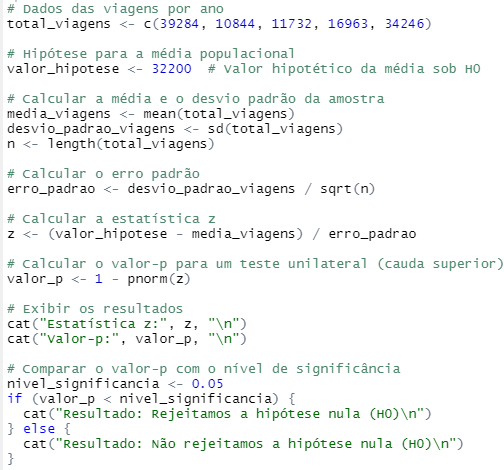 # Dados das viagens por ano
total_viagens <- c(39284, 10844, 11732, 16963, 34246)
# Hipótese para a média populacional
valor_hipotese <- 32200  # Valor hipotético da média sob H0
# Calcular a média e o desvio padrão da amostra
media_viagens <- mean(total_viagens)
desvio_padrao_viagens <- sd(total_viagens)
n <- length(total_viagens)
# Calcular o erro padrão
erro_padrao <- desvio_padrao_viagens / sqrt(n)
# Calcular a estatística z
z <- (valor_hipotese - media_viagens) / erro_padrao
# Calcular o valor-p para um teste unilateral (cauda superior)
valor_p <- 1 - pnorm(z)
# Exibir os resultados
cat("Estatística z:", z, "\n")
cat("Valor-p:", valor_p, "\n")
# Comparar o valor-p com o nível de significância
nivel_significancia <- 0.05
if (valor_p < nivel_significancia) {
  cat("Resultado: Rejeitamos a hipótese nula (H0)\n")
} else {
  cat("Resultado: Não rejeitamos a hipótese nula (H0)\n")
}